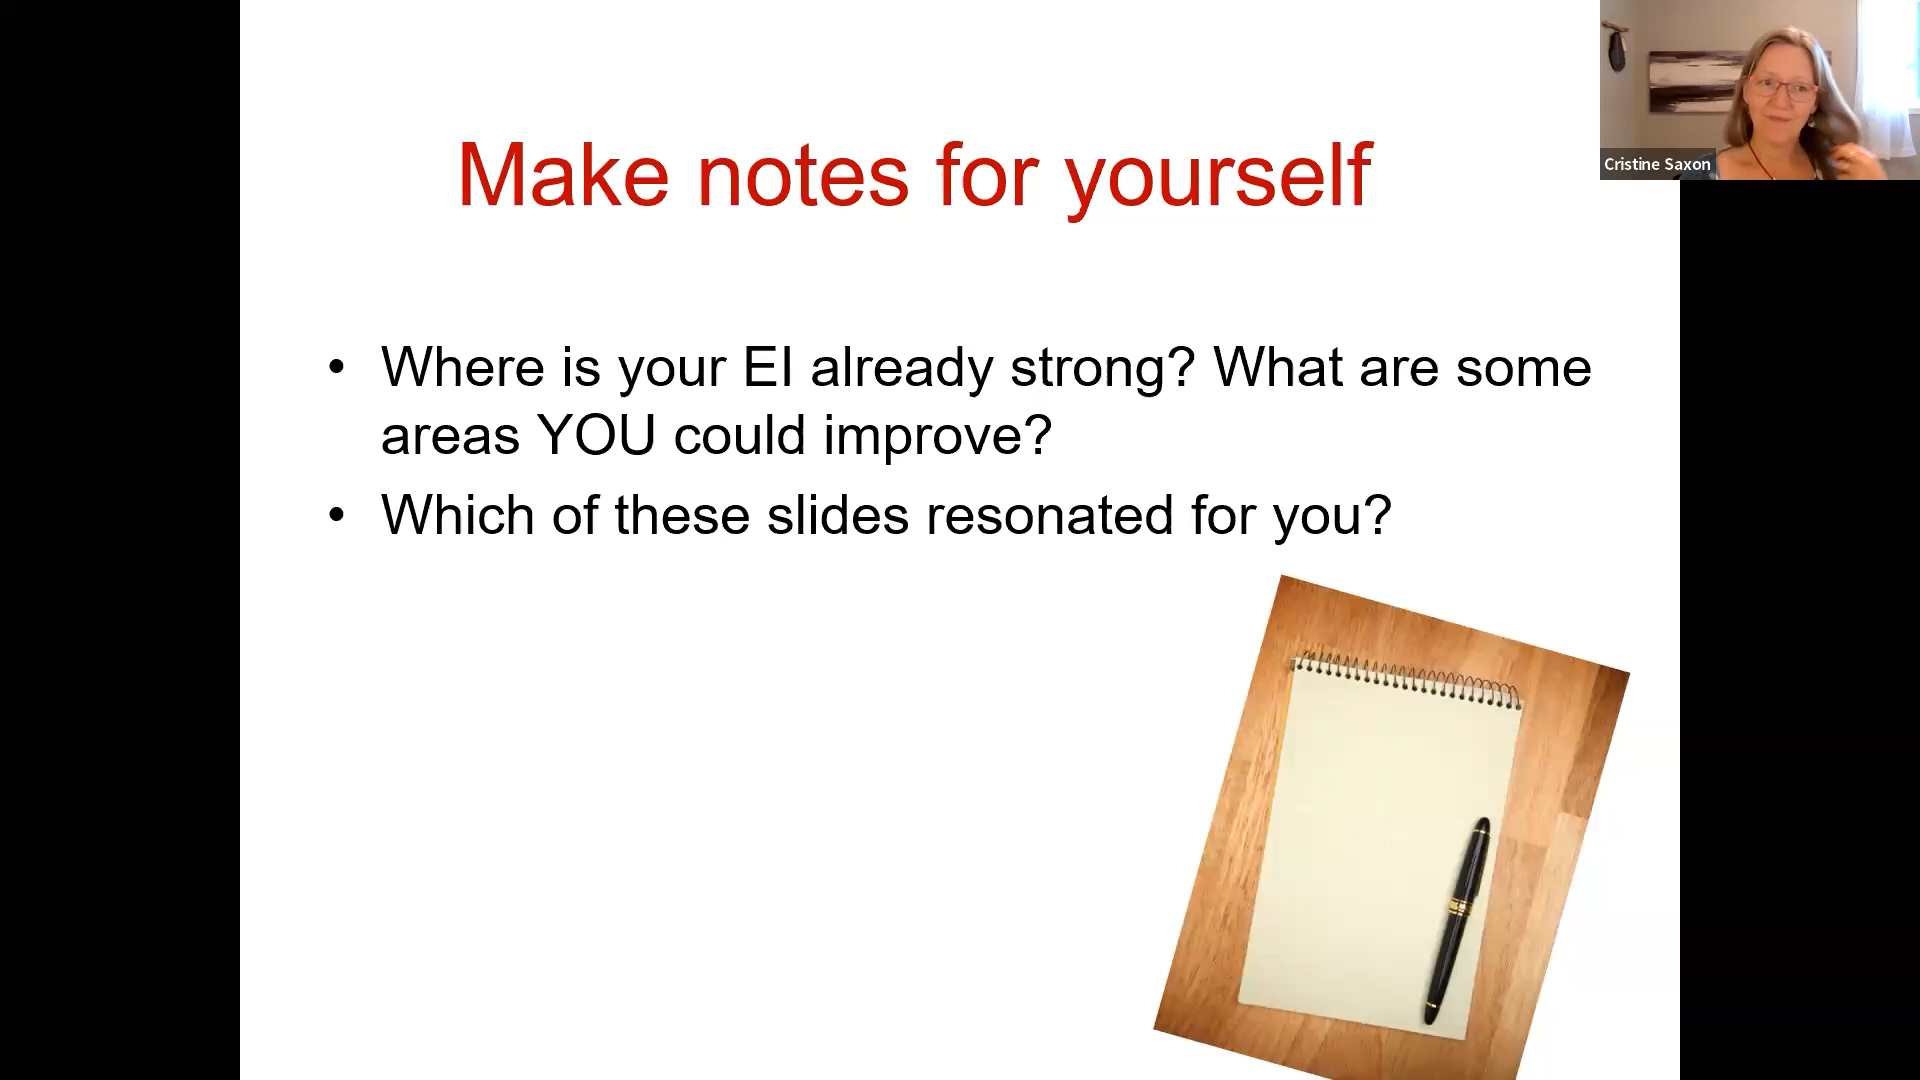 Make notes for yourself
Cristine Saxon
• Where is your EI already strong? What are some
areas YOU could improve?
• Which of these slides resonated for you?